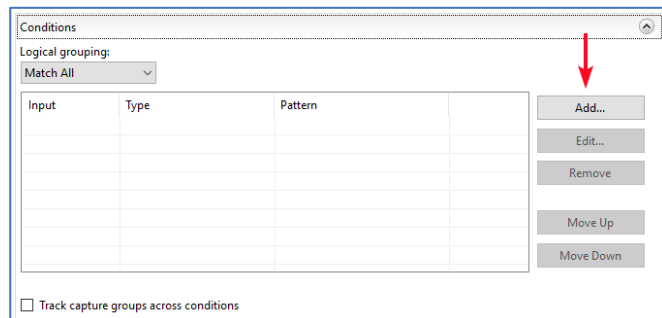 Conditions
Logical grouping:
Match All
Input Type Pattern
Add...
Edit...
Remove
Move Up
Move Down
Track capture groups across conditions